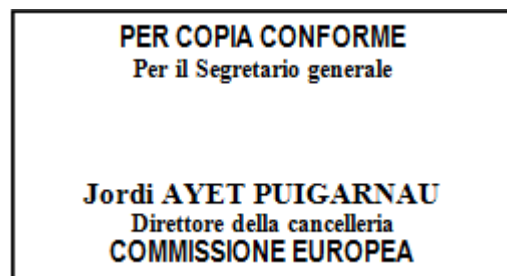 PER COPIA CONFORME
Per il Segretario generale
Jordi AYET PUIGARNAU
Direttore della cancelleria
COMMISSIONE EUROPEA